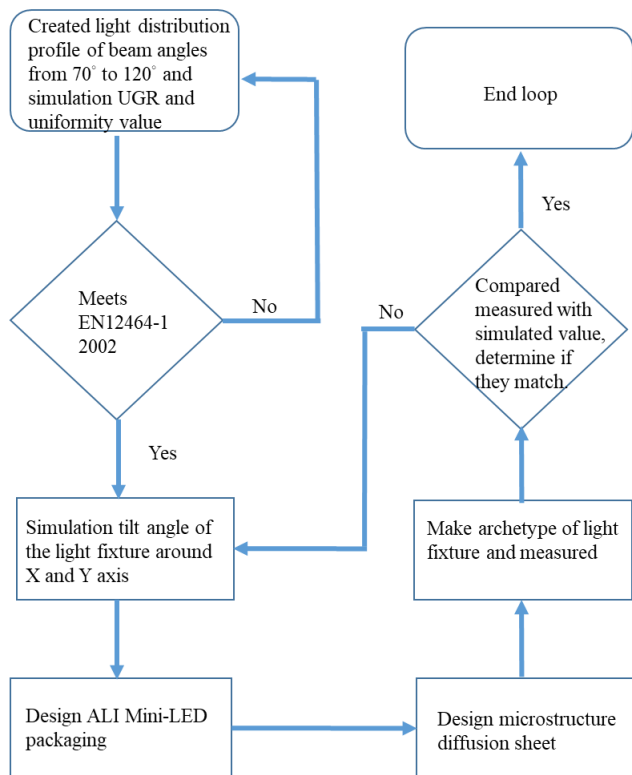 Created light distribution
profile of beam angles
from 70° to 120° and
simulation UGR and
uniformity value
Meets
EN12464-1
2002
No
Yes
Simulation tilt angle of
the light fixture around
X and Y axis
Design ALI Mini-LED
packaging
Design microstructure
diffusion sheet
Make archetype of light
fixture and measured
Compared
measured with
simulated value,
determine if
they match.
No
Yes
End loop